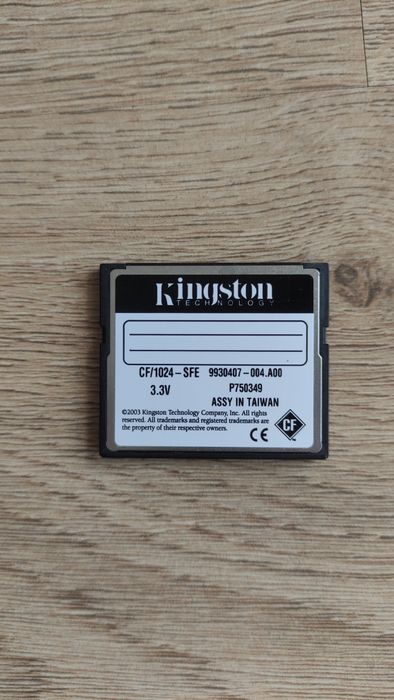 Kingston
TECHNOLOGY
CF/1024-SFE 9930407-004.A00
3.3V P750349
ASSY IN TAIWAN
©2003 Kingston Technology Company, Inc. All rights
reserved. All trademarks and registered trademarks are
the property of their respective owners.
CE CF